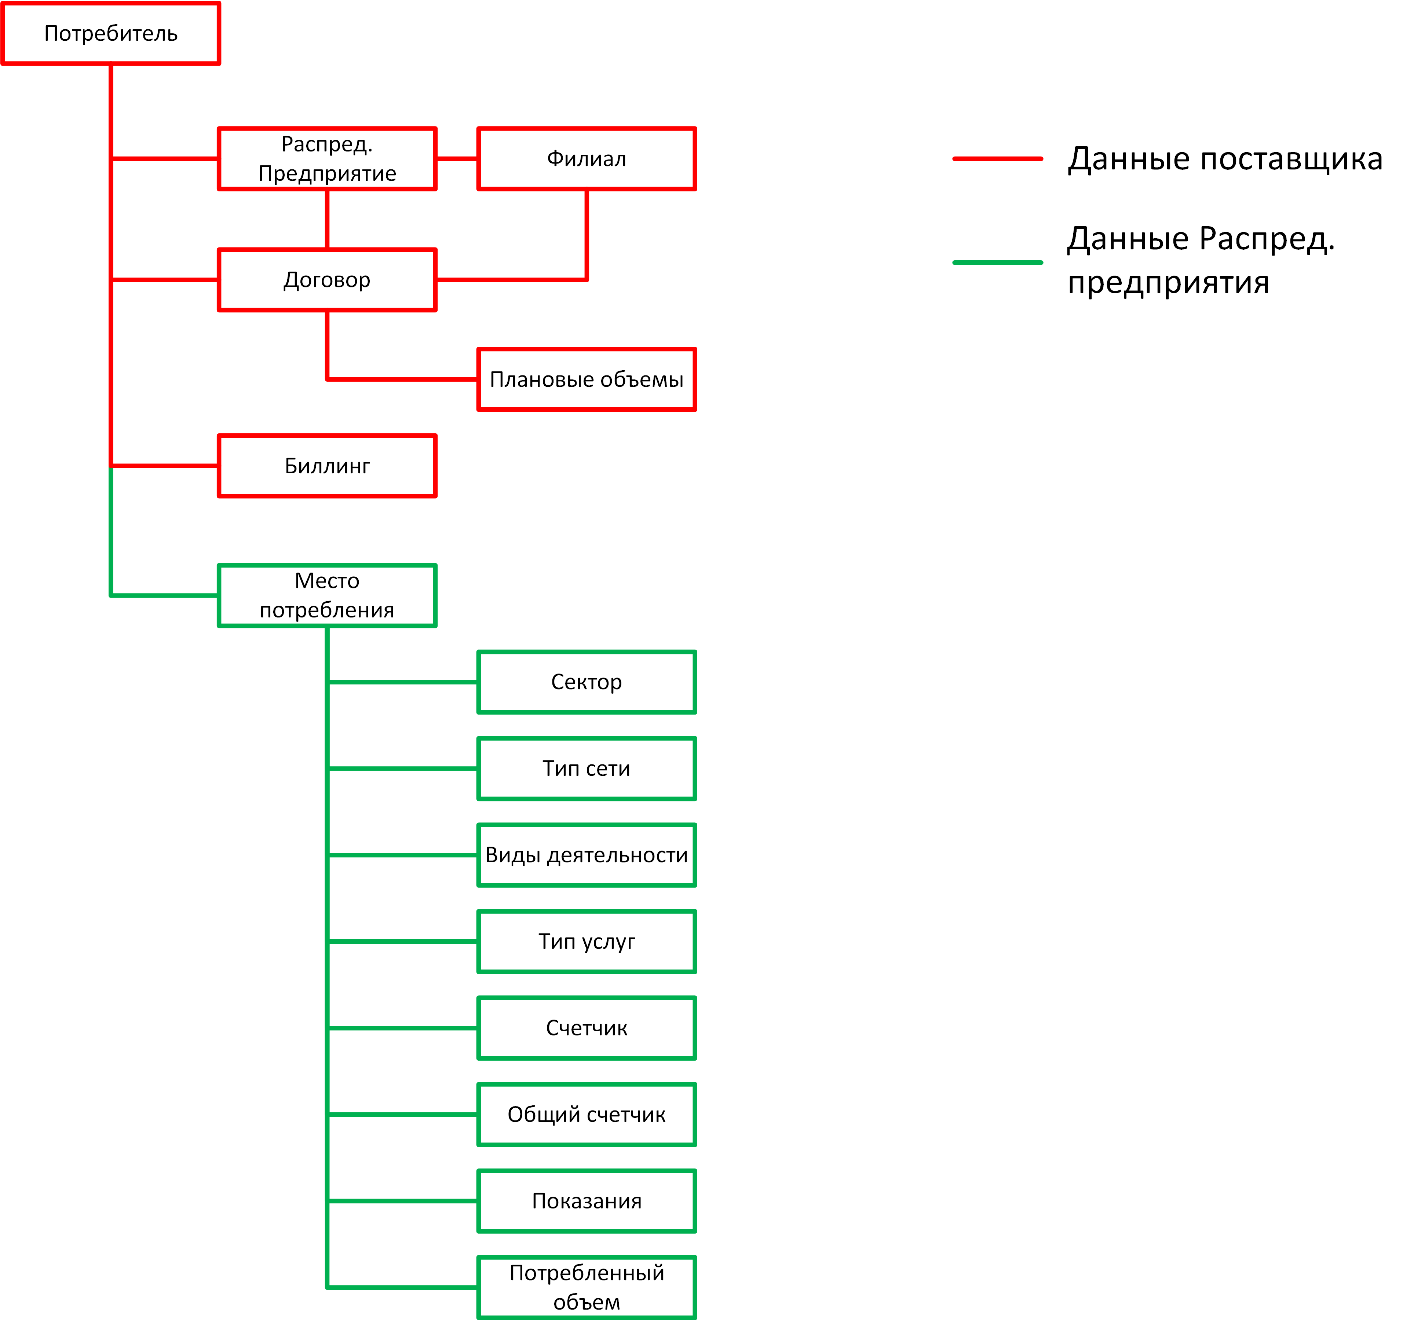 Потребитель
Распред.
Предприятие
Филиал
Данные поставщика
Данные Распред.
предприятия
Договор
Плановые объемы
Биллинг
Место
потребления
Сектор
Тип сети
Виды деятельности
Тип услуг
Счетчик
Общий счетчик
Показания
Потребленный
объем